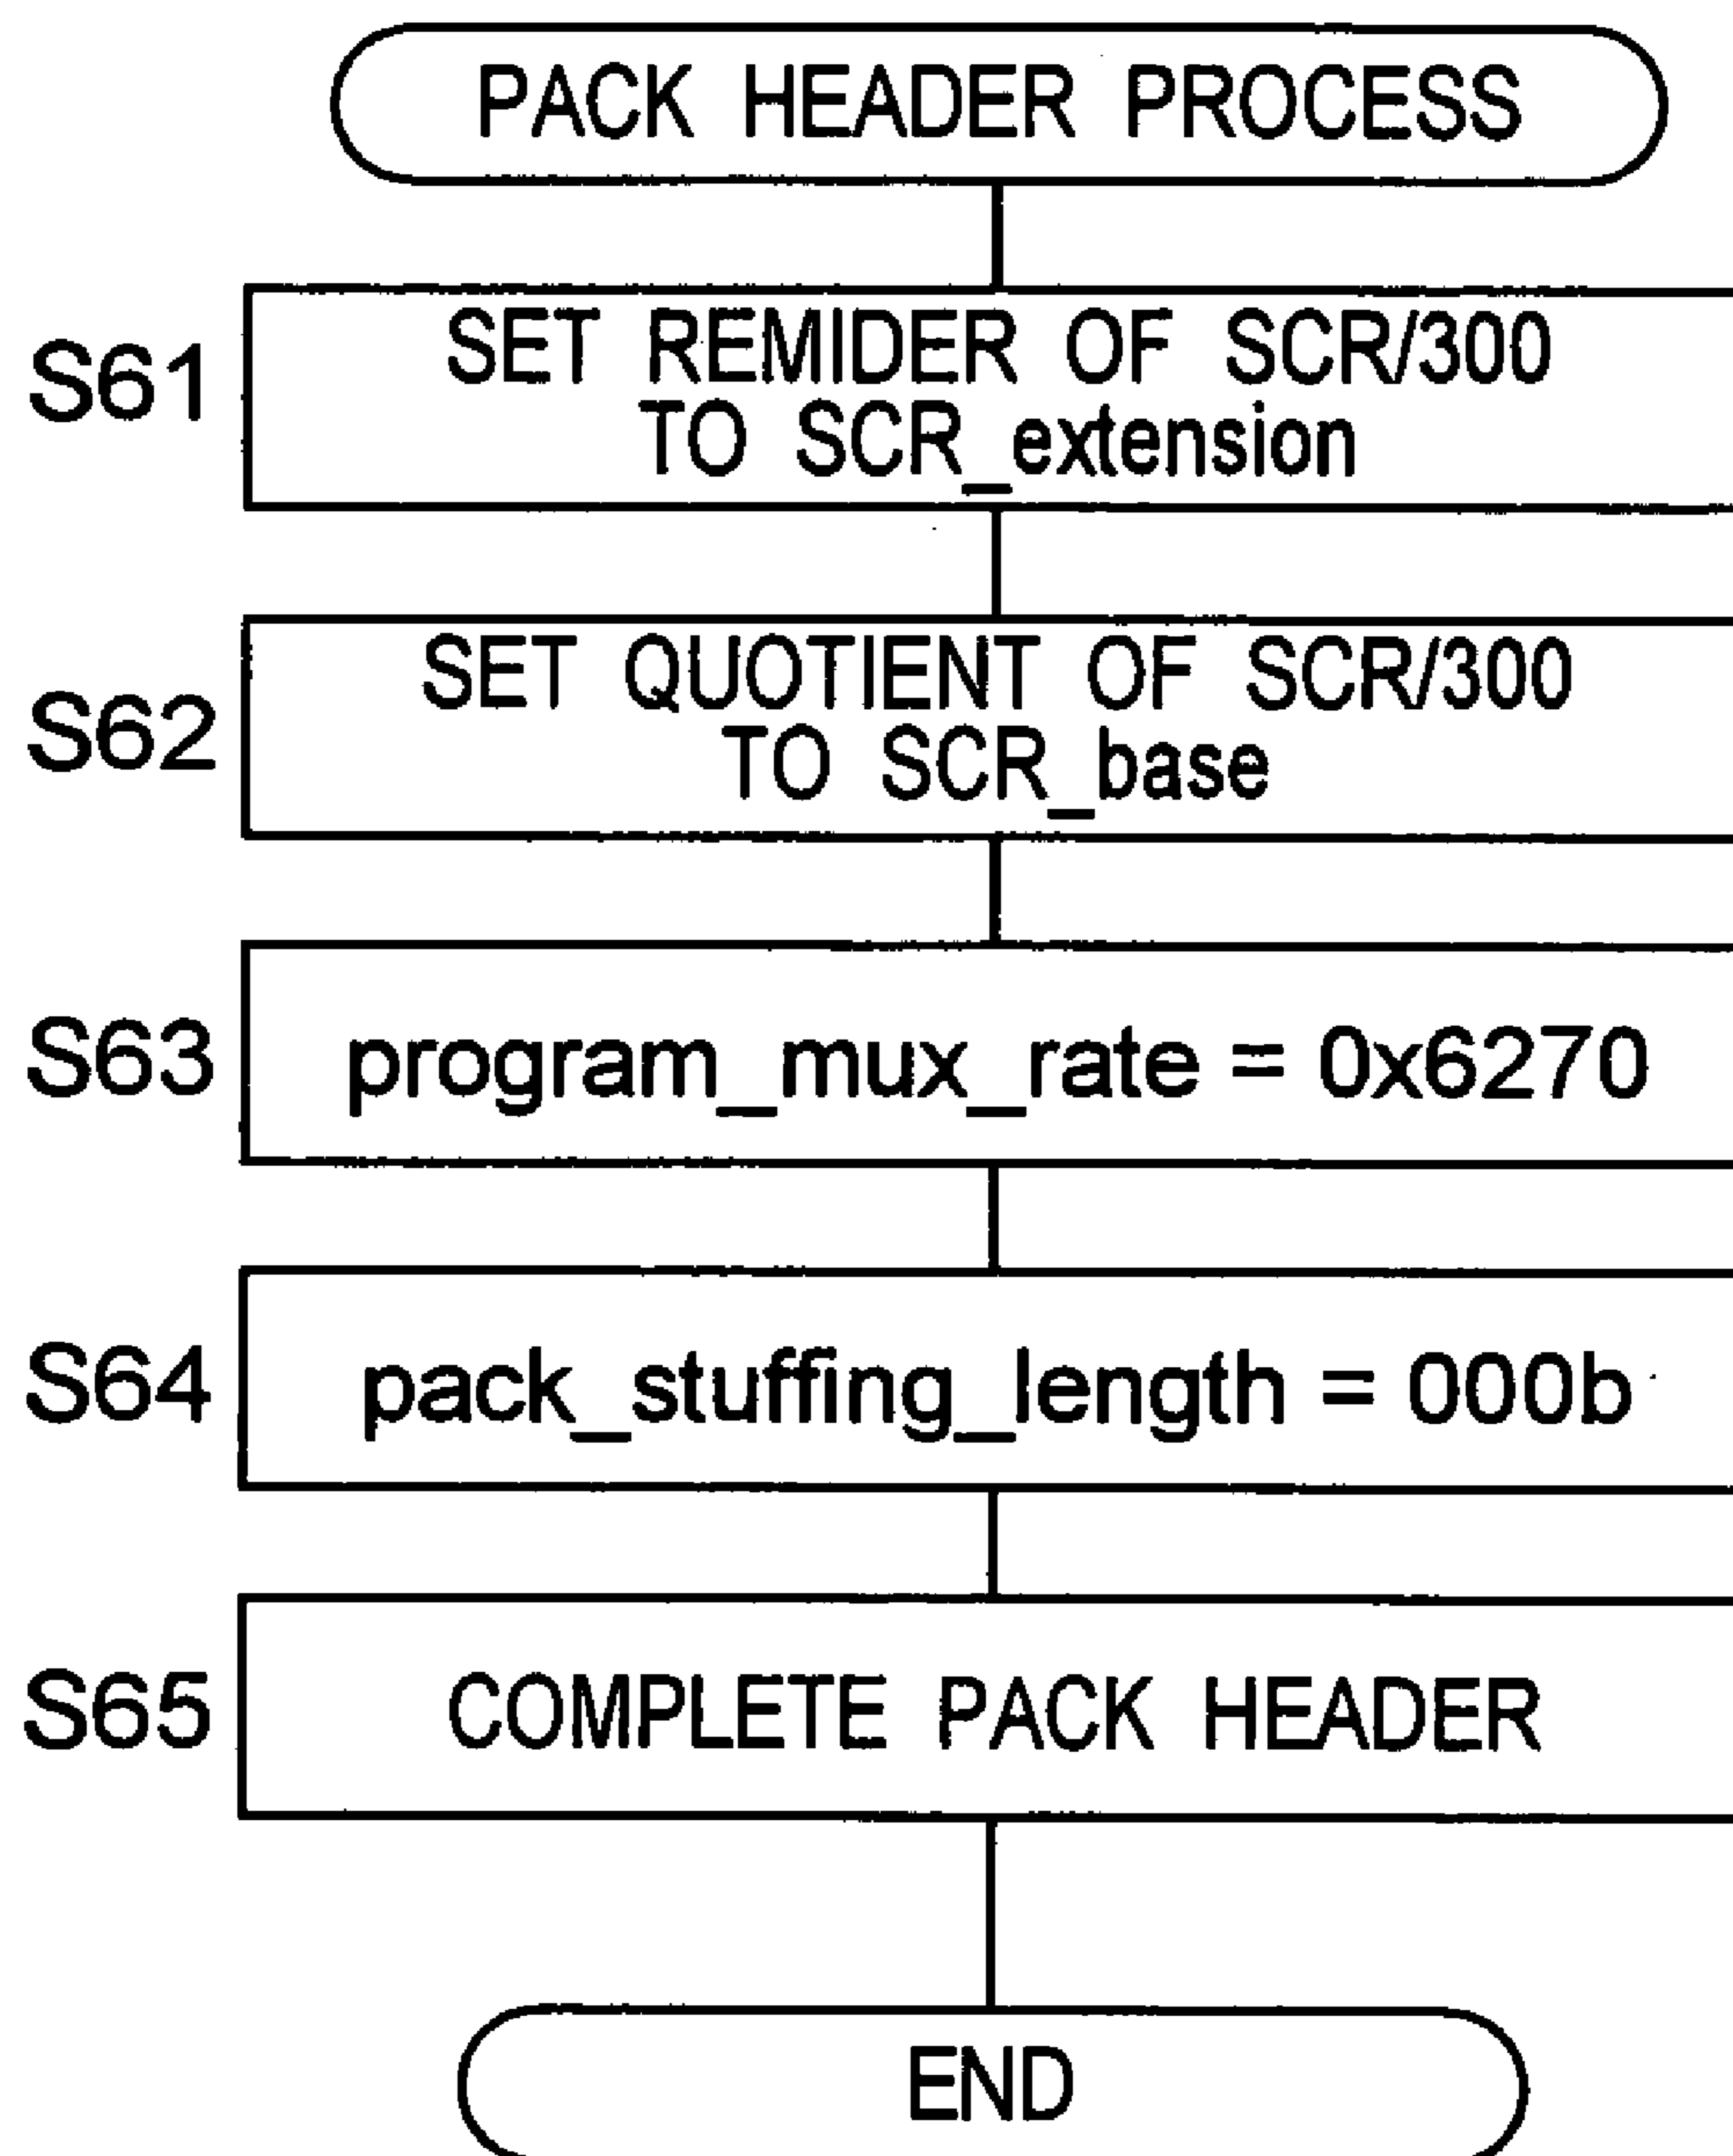 PACK HEADER PROCESS
S61
SET REMIDER OF SCR/300
TO SCR_extension
S62
SET QUOTIENT OF SCR/300
TO SCR_base
S63
program_mux_rate = 0x6270
S64
pack_stuffing_length = 000b
S65
COMPLETE PACK HEADER
END